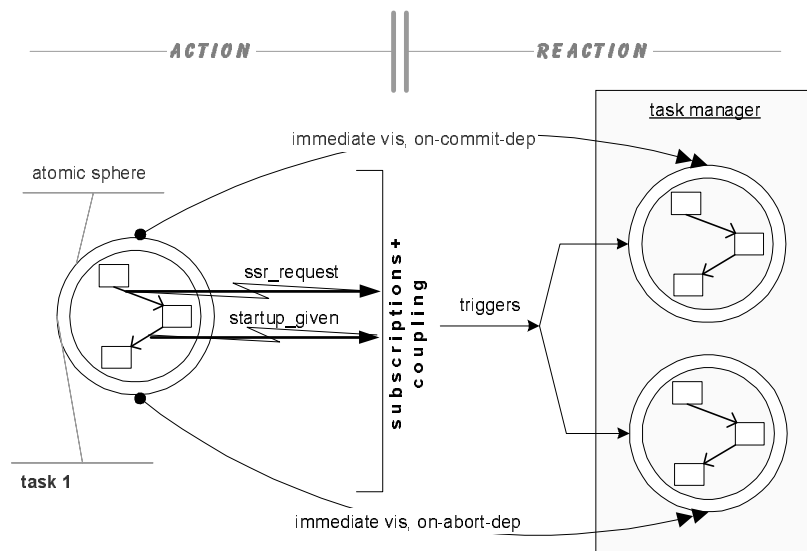 ACTION
REACTION
task manager
immediate vis, on-commit-dep
atomic sphere
ssr_request
startup_given
subscriptions+
coupling
triggers
task 1
immediate vis, on-abort-dep